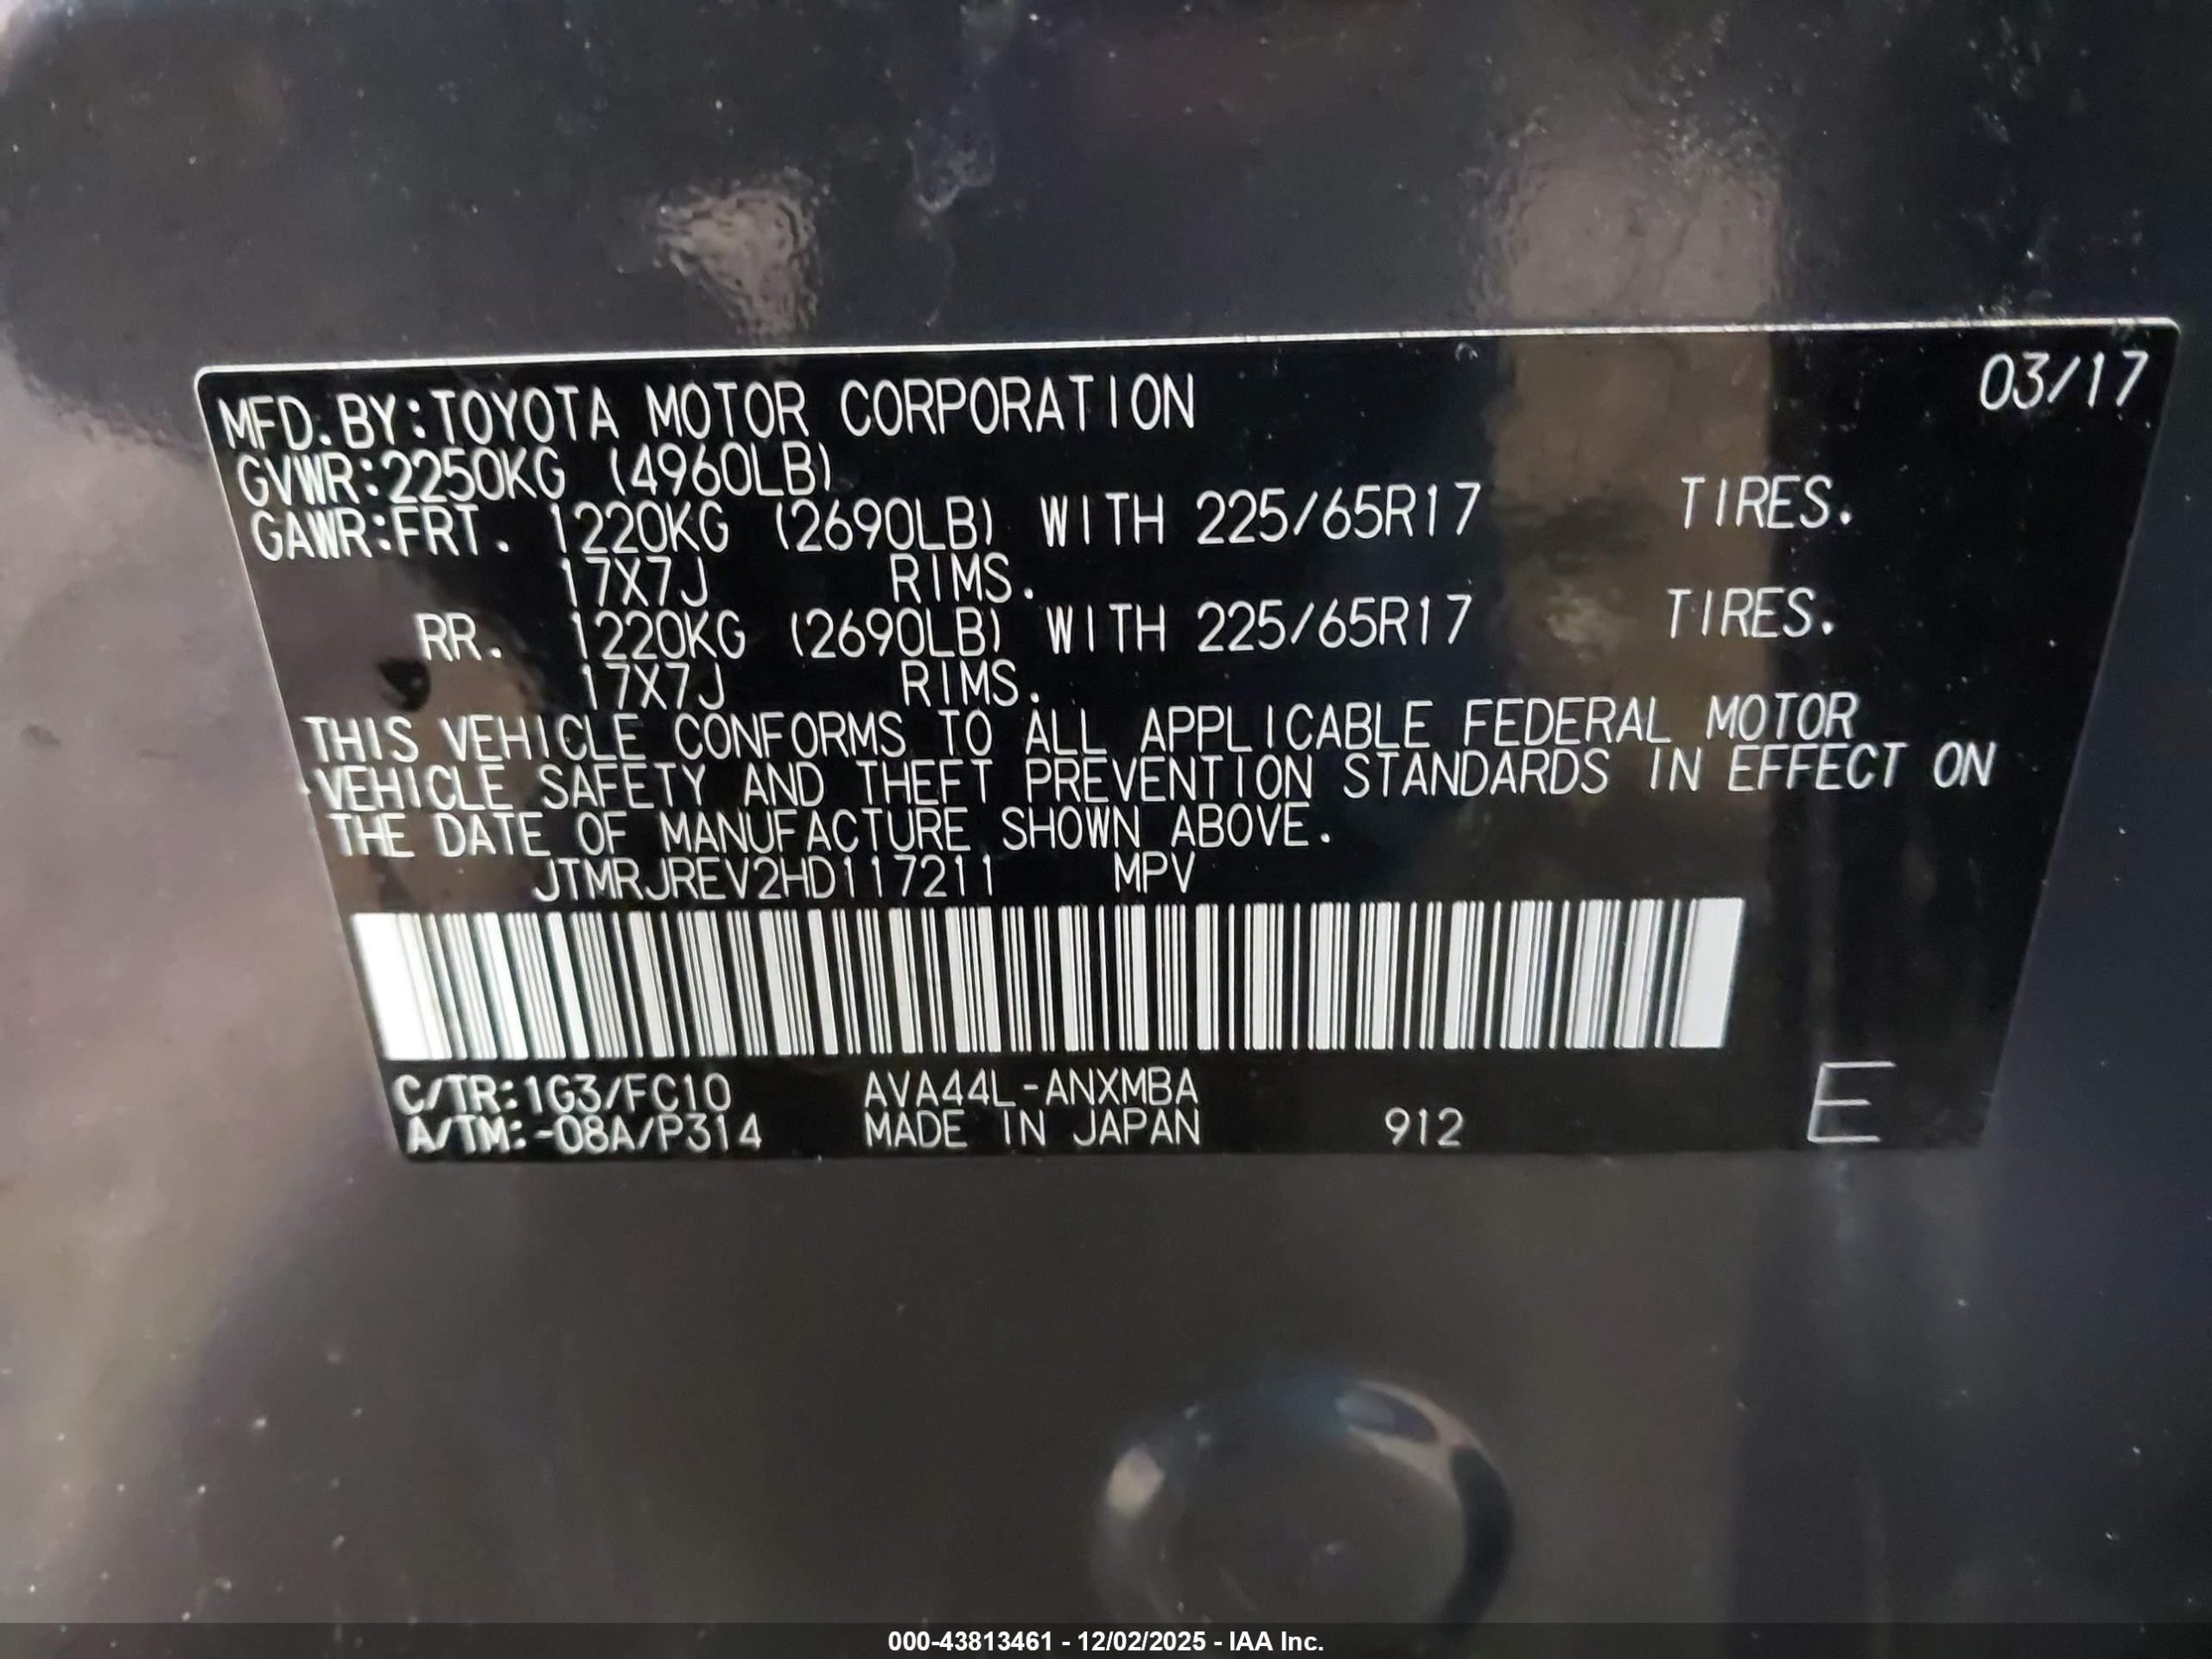 03/17
MFD.BY:TOYOTA MOTOR CORPORATION
GVWR:2250KG (4960LB)
GAWR:FRT. 1220KG (2690LB) WITH 225/65R17 TIRES.
17X7J RIMS.
RR. 1220KG (2690LB) WITH 225/65R17 TIRES.
17X7J RIMS.
THIS VEHICLE CONFORMS TO ALL APPLICABLE FEDERAL MOTOR
VEHICLE SAFETY AND THEFT PREVENTION STANDARDS IN EFFECT ON
THE DATE OF MANUFACTURE SHOWN ABOVE.
JTMRJREV2HD117211 MPV
C/TR:1G3/FC10 AVA44L-ANXMBA
A/TM:-08A/P314 MADE IN JAPAN 912 E
000-43813461 - 12/02/2025 - IAA Inc.